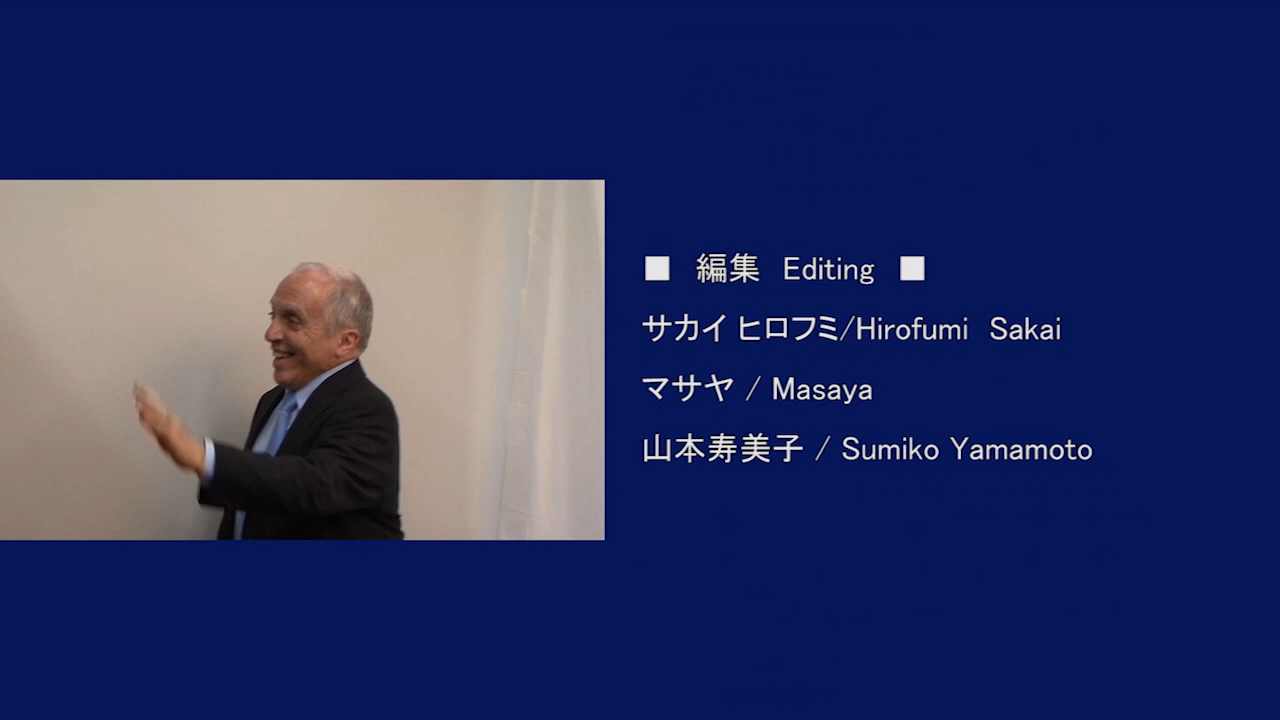 ■ 編集 Editing ■
サカイ ヒロフミ/Hirofumi Sakai
マサヤ / Masaya
山本寿美子 / Sumiko Yamamoto